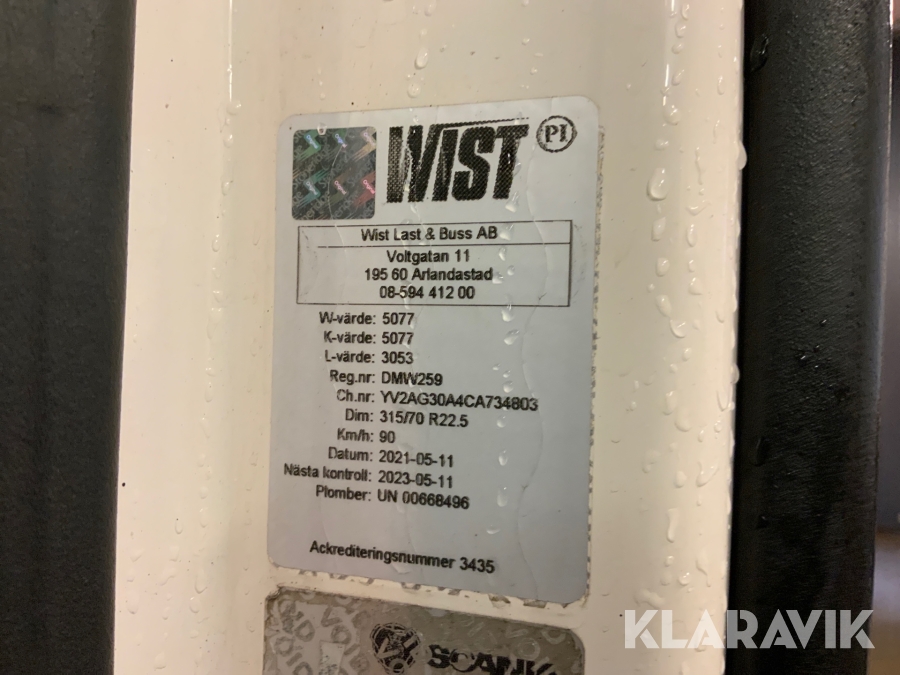 WIST PI
Wist Last & Buss AB
Voltgatan 11
195 60 Arlandastad
08-594 412 00
W-värde: 5077
K-värde: 5077
L-värde: 3053
Reg.nr: DMW259
Ch.nr: YV2AG30A4CA734803
Dim: 315/70 R22.5
Km/h: 90
Datum: 2021-05-11
Nästa kontroll: 2023-05-11
Plomber: UN 00668496
Ackrediteringsnummer 3435
VOID
KLARAVIK